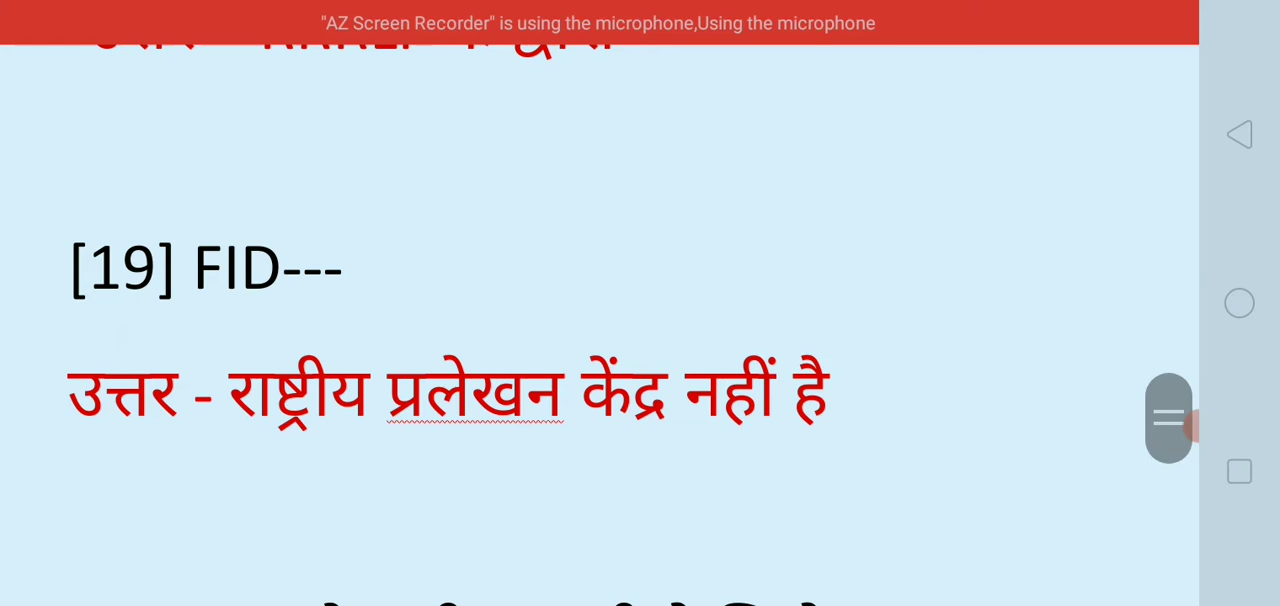 "AZ Screen Recorder" is using the microphone,Using the microphone
[19] FID---
उत्तर - राष्ट्रीय प्रलेखन केंद्र नहीं है